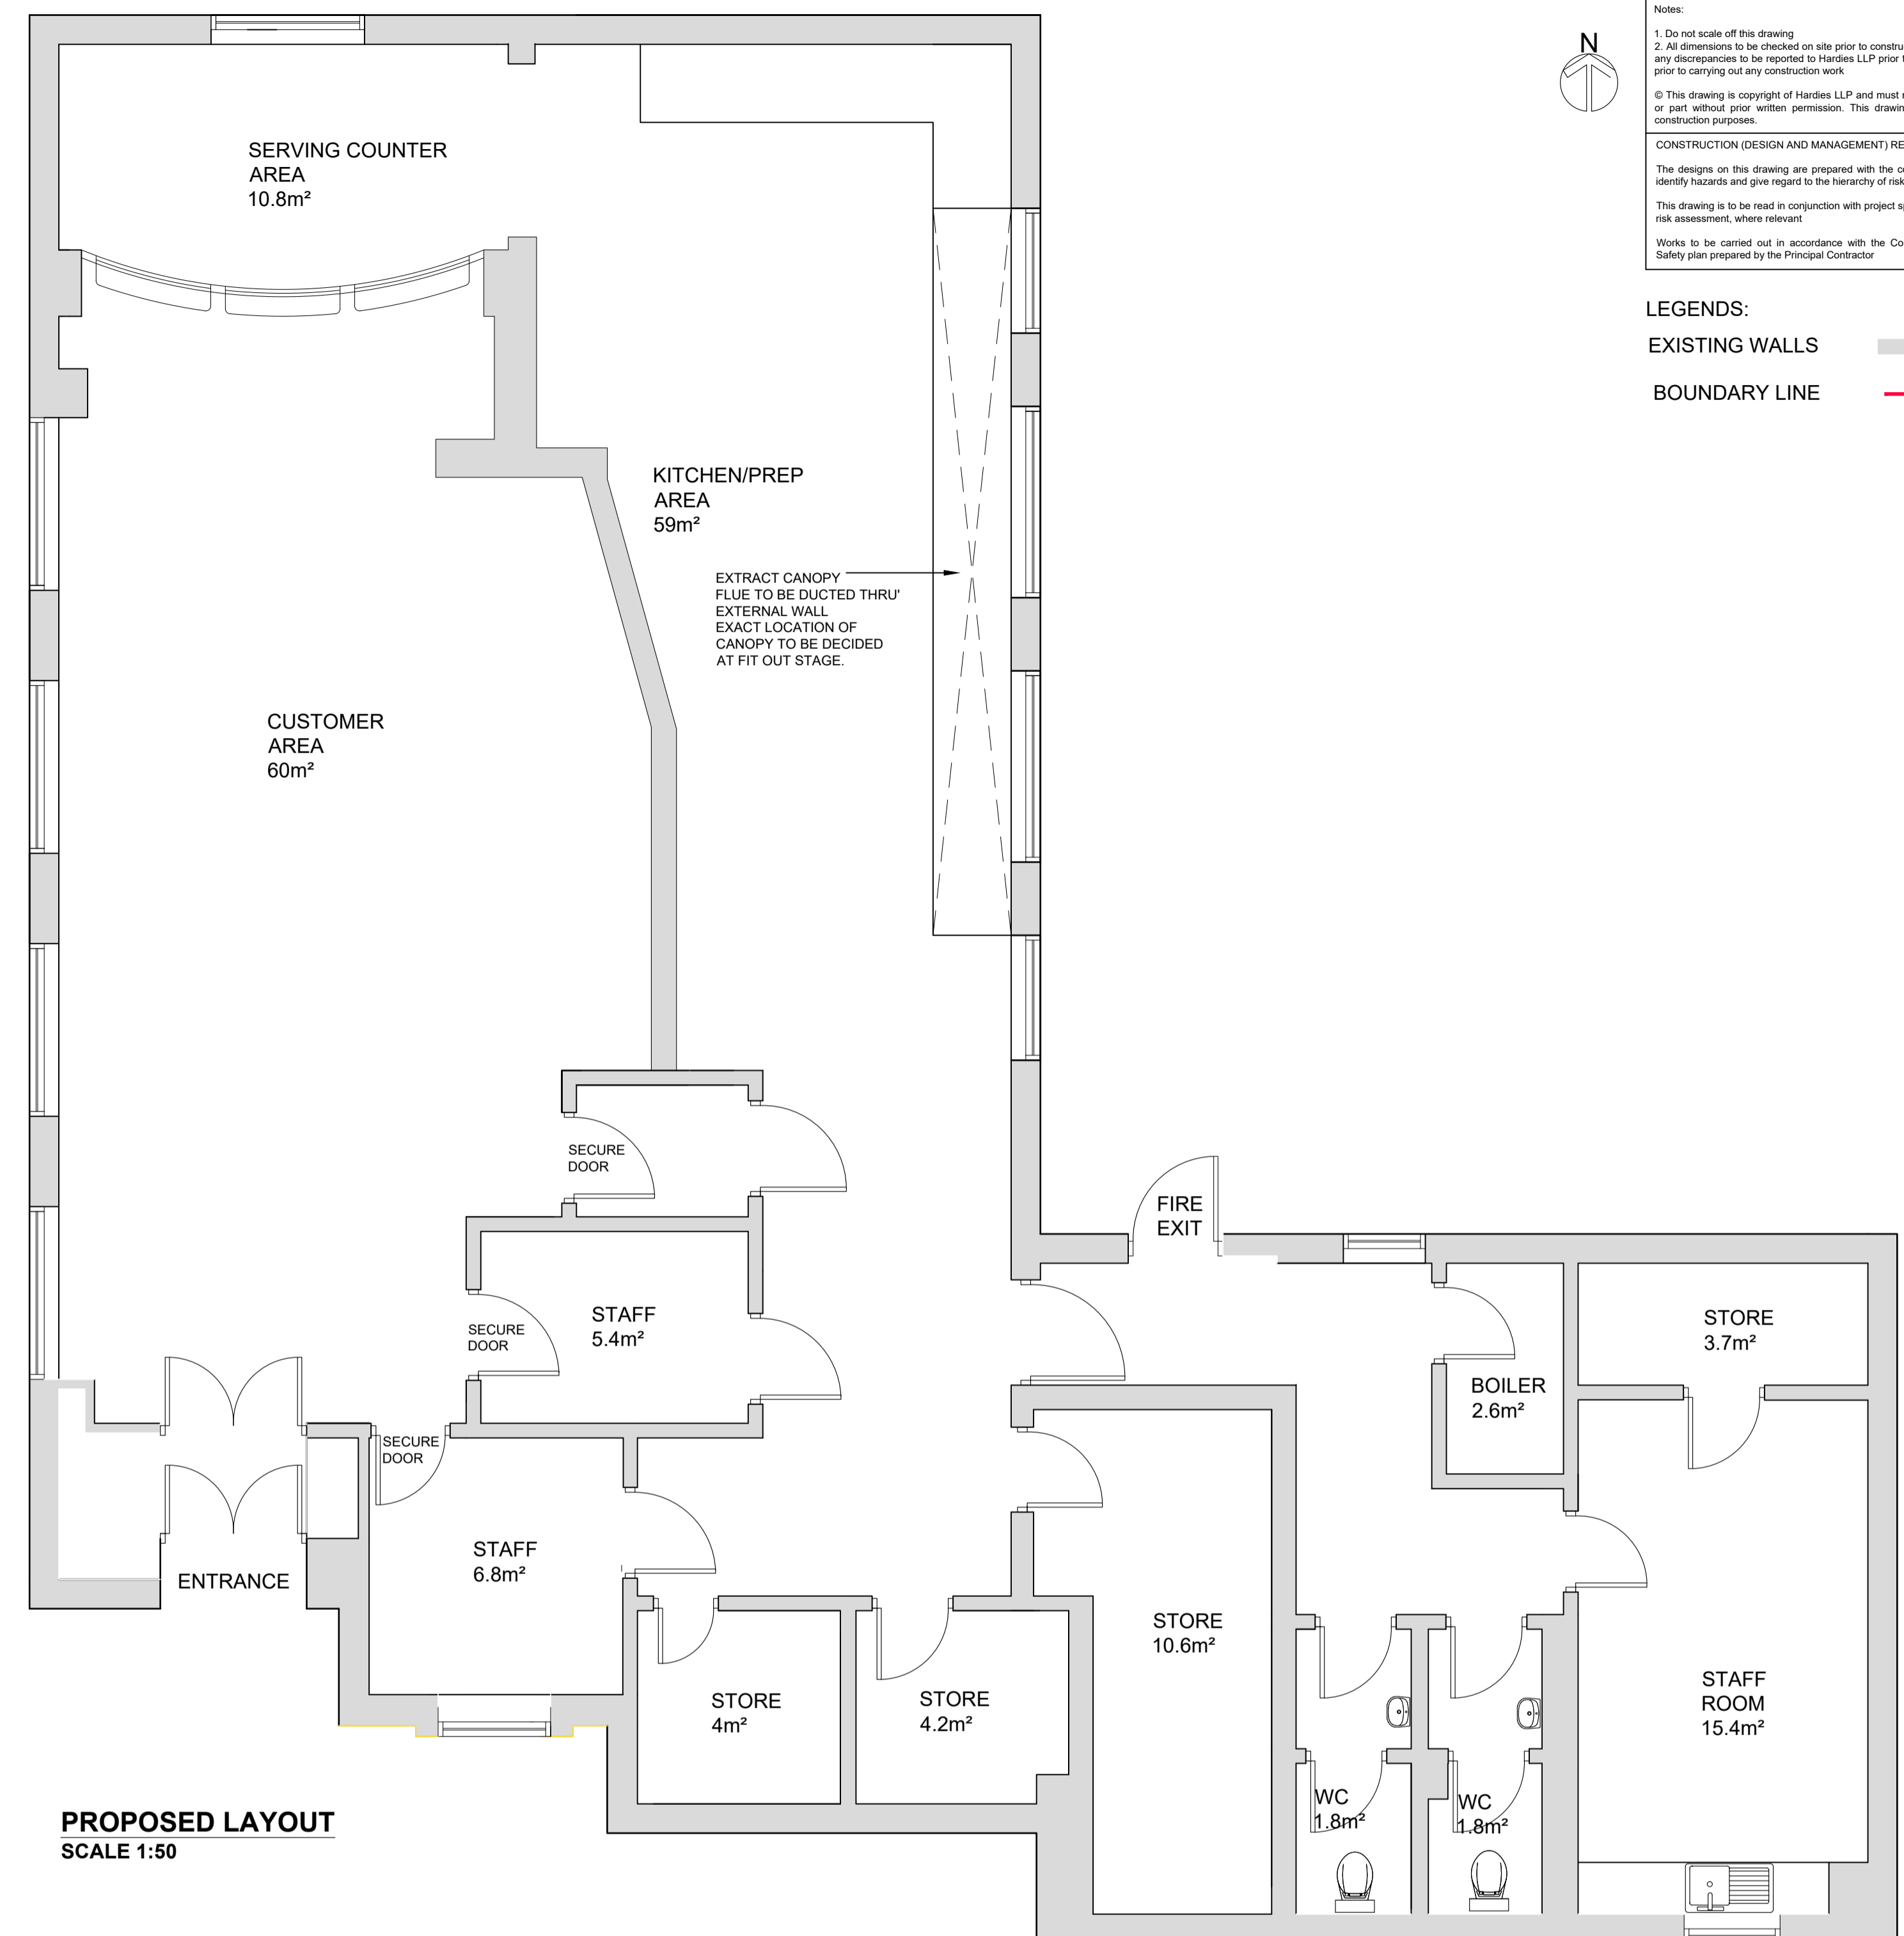 Notes:
1. Do not scale off this drawing
2. All dimensions to be checked on site prior to
any discrepancies to be reported to Hardies LLP prior
prior to carrying out any construction work
© This drawing is copyright of Hardies LLP and must
or part without prior written permission. This
construction purposes.
CONSTRUCTION (DESIGN AND MANAGEMENT)
The designs on this drawing are prepared with the
identify hazards and give regard to the hierarchy of risk
This drawing is to be read in conjunction with project
risk assessment, where relevant
Works to be carried out in accordance with the
Safety plan prepared by the Principal Contractor
N
LEGENDS:
EXISTING WALLS
BOUNDARY LINE
SERVING COUNTER
AREA
10.8m²
KITCHEN/PREP
AREA
59m²
EXTRACT CANOPY
FLUE TO BE DUCTED THRU'
EXTERNAL WALL
EXACT LOCATION OF
CANOPY TO BE DECIDED
AT FIT OUT STAGE.
CUSTOMER
AREA
60m²
SECURE
DOOR
FIRE
EXIT
STAFF
5.4m²
SECURE
DOOR
STORE
3.7m²
BOILER
2.6m²
SECURE
DOOR
STAFF
6.8m²
ENTRANCE
STORE
10.6m²
STORE
4m²
STORE
4.2m²
STAFF
ROOM
15.4m²
WC
1.8m²
WC
1.8m²
PROPOSED LAYOUT
SCALE 1:50